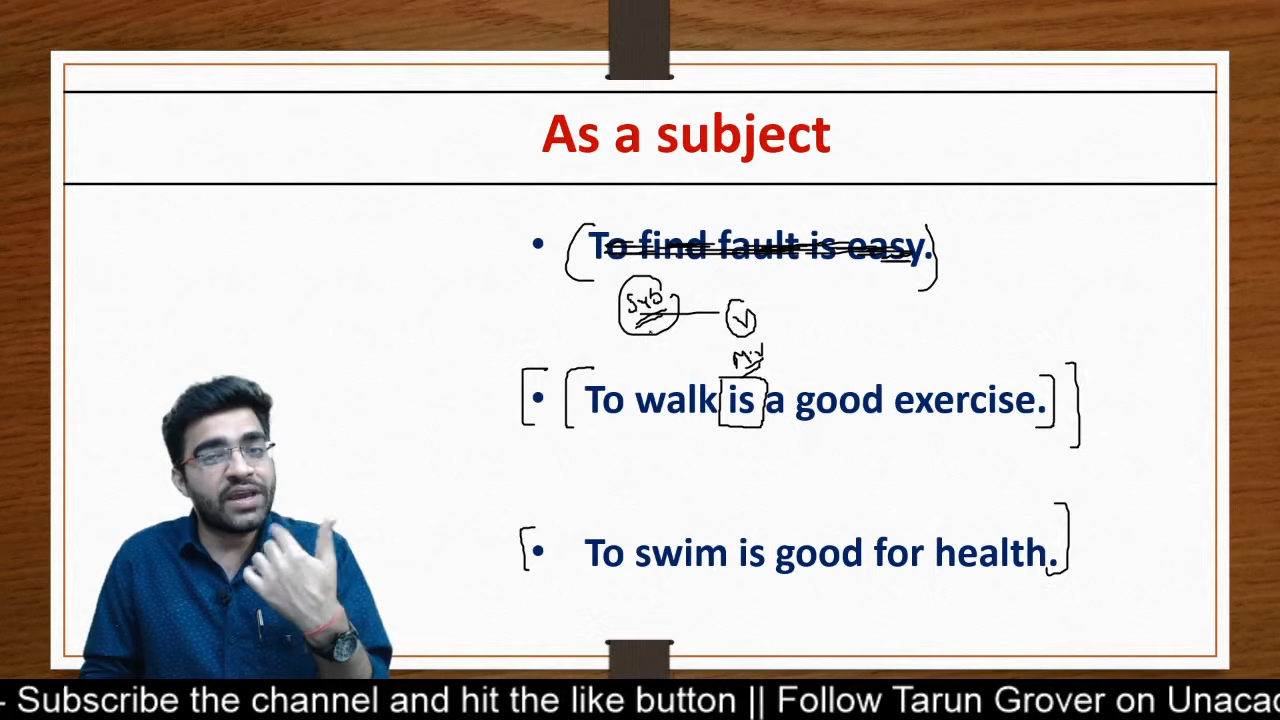 As a subject
• To find fault is easy.
Sub V
• To walk is a good exercise.
• To swim is good for health.
- Subscribe the channel and hit the like button || Follow Tarun Grover on Unaca